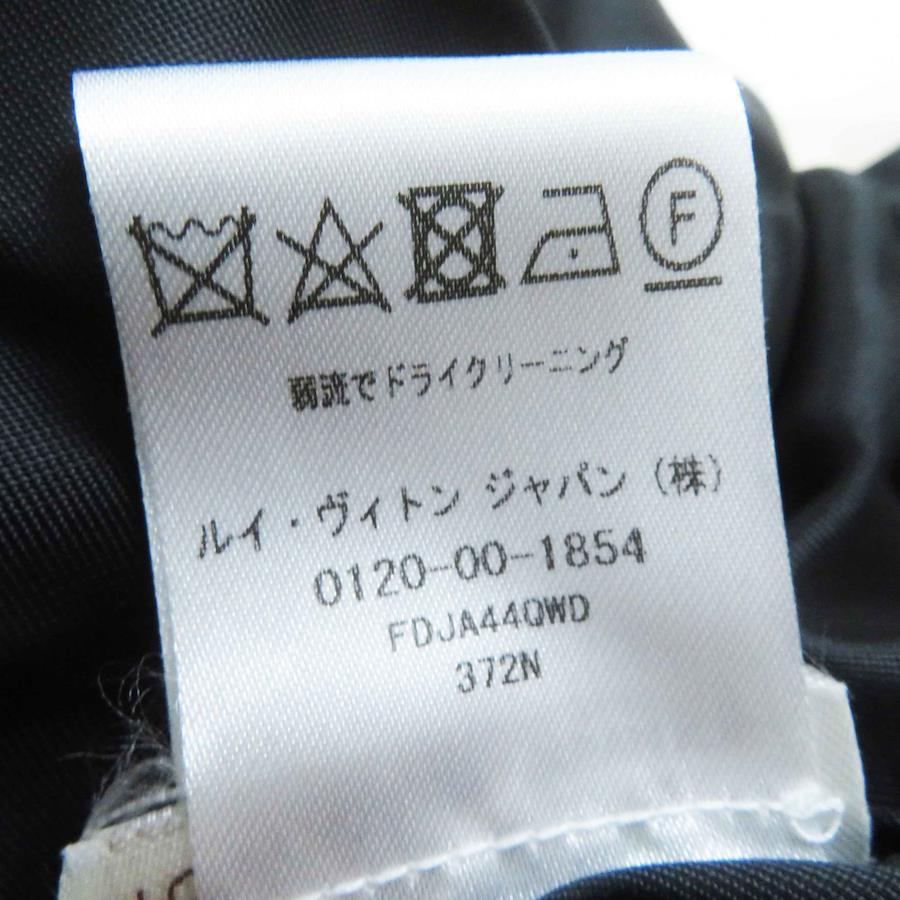 F
弱流でドライクリーニング
ルイ・ヴィトン ジャパン (株)
0120-00-1854
FDJA44QWD
372N